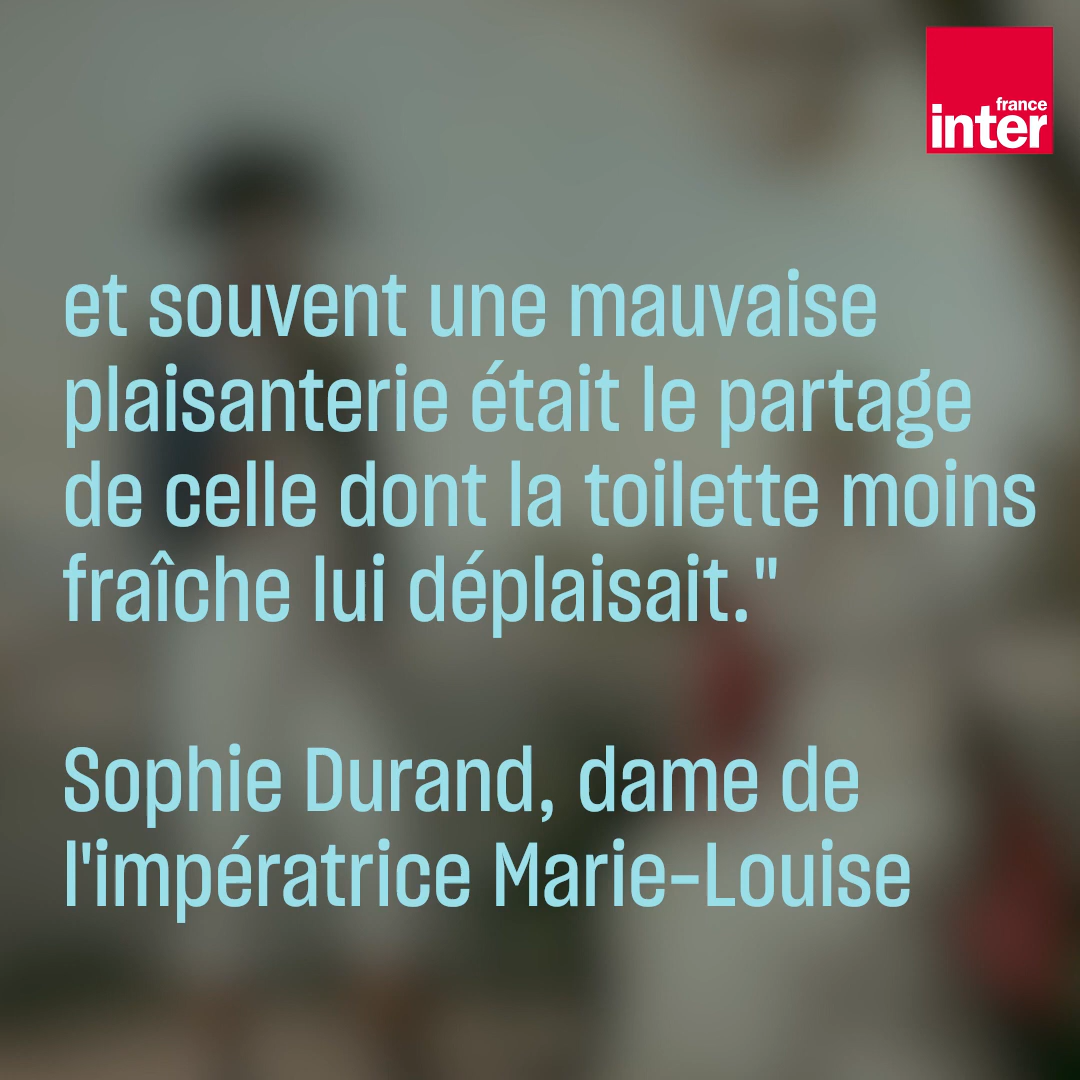 france
inter
et souvent une mauvaise
plaisanterie était le partage
de celle dont la toilette moins
fraîche lui déplaisait."
Sophie Durand, dame de
l'impératrice Marie-Louise